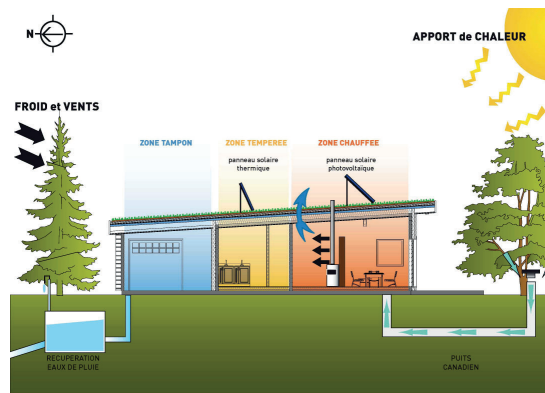 N
APPORT de CHALEUR
FROID et VENTS
ZONE TAMPON
ZONE TEMPEREE
ZONE CHAUFFEE
panneau solaire
thermique
panneau solaire
photovoltaïque
RECUPERATION
EAUX DE PLUIE
PUITS
CANADIEN